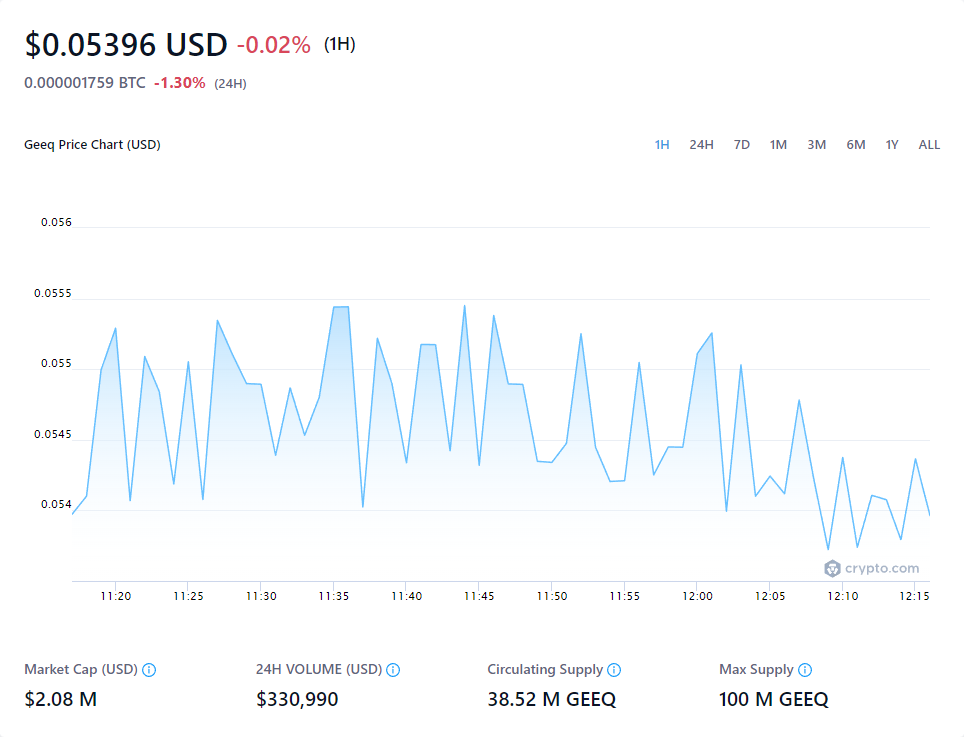 $0.05396 USD -0.02% (1H)
0.000001759 BTC -1.30% (24H)
Geeq Price Chart (USD) 1H 24H 7D 1M 3M 6M 1Y ALL
0.056
0.0555
0.055
0.0545
0.054
crypto.com
11:20 11:25 11:30 11:35 11:40 11:45 11:50 11:55 12:00 12:05 12:10 12:15
Market Cap (USD) 24H VOLUME (USD) Circulating Supply Max Supply
$2.08 M $330,990 38.52 M GEEQ 100 M GEEQ